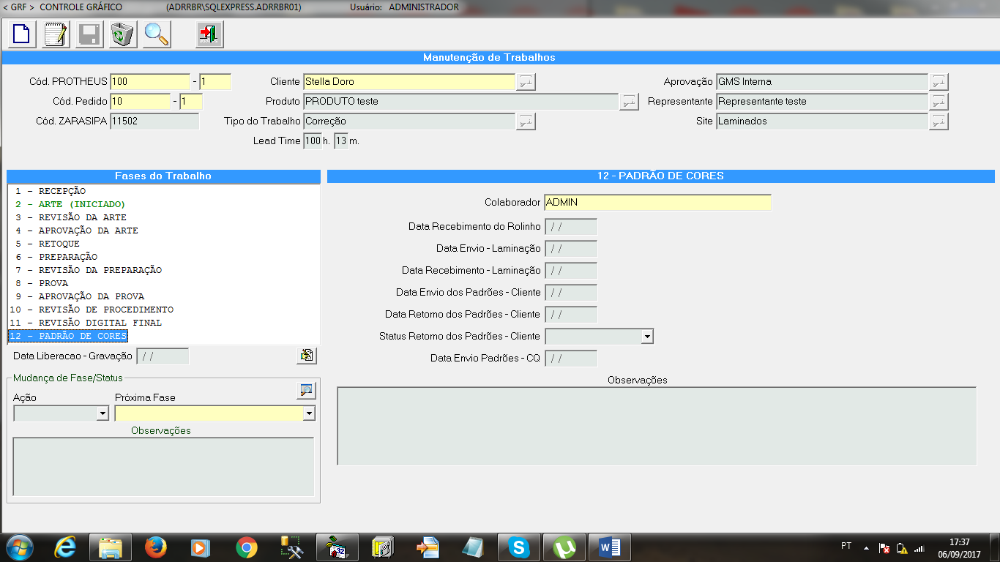 < GRF > CONTROLE GRÁFICO (ADRRBR\SQLEXPRESS.ADRRBR01) Usuário: ADMINISTRADOR
Manutenção de Trabalhos
Cód. PROTHEUS 100 - 1 Cliente Stella Doro Aprovação GMS Interna
Cód. Pedido 10 - 1 Produto PRODUTO teste Representante Representante teste
Cód. ZARASIPA 11502 Tipo do Trabalho Correção Site Laminados
Lead Time 100 h. 13 m.
Fases do Trabalho
1 - RECEPÇÃO
2 - ARTE (INICIADO)
3 - REVISÃO DA ARTE
4 - APROVAÇÃO DA ARTE
5 - RETOQUE
6 - PREPARAÇÃO
7 - REVISÃO DA PREPARAÇÃO
8 - PROVA
9 - APROVAÇÃO DA PROVA
10 - REVISÃO DE PROCEDIMENTO
11 - REVISÃO DIGITAL FINAL
12 - PADRÃO DE CORES
Data Liberacao - Gravação / /
Mudança de Fase/Status
Ação Próxima Fase
Observações
12 - PADRÃO DE CORES
Colaborador ADMIN
Data Recebimento do Rolinho / /
Data Envio - Laminação / /
Data Recebimento - Laminação / /
Data Envio dos Padrões - Cliente / /
Data Retorno dos Padrões - Cliente / /
Status Retorno dos Padrões - Cliente
Data Envio Padrões - CQ / /
Observações
32
PT 17:37
06/09/2017